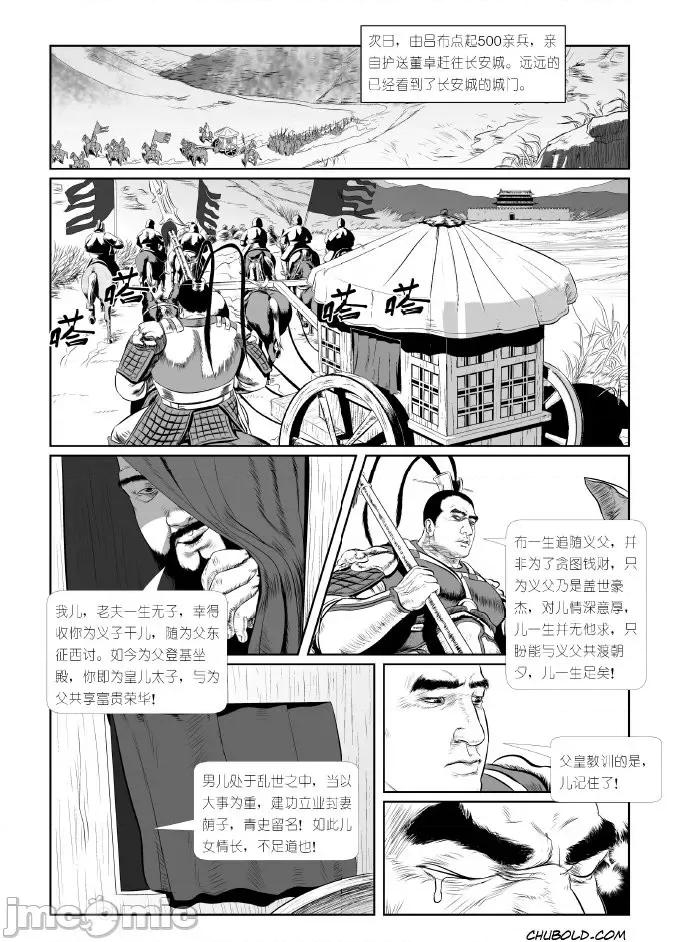 次日，由吕布点起500亲兵，亲
自护送董卓赶往长安城。远远的
已经看到了长安城的城门。
嗒
嗒
嗒
嗒
布一生追随义父，并
非为了贪图钱财，只
为义父乃是盖世豪
杰，对儿情深意厚，
儿一生并无他求，只
盼能与义父共渡朝
夕，儿一生足矣！
我儿，老夫一生无子，幸得
收你为义子干儿，随为父东
征西讨。如今为父登基坐
殿，你即为皇儿太子，与为
父共享富贵荣华！
男儿处于乱世之中，当以
大事为重，建功立业封妻
荫子，青史留名！如此儿
女情长，不足道也！
父皇教训的是，
儿记住了！
jmcomic
CHUBOLD.COM